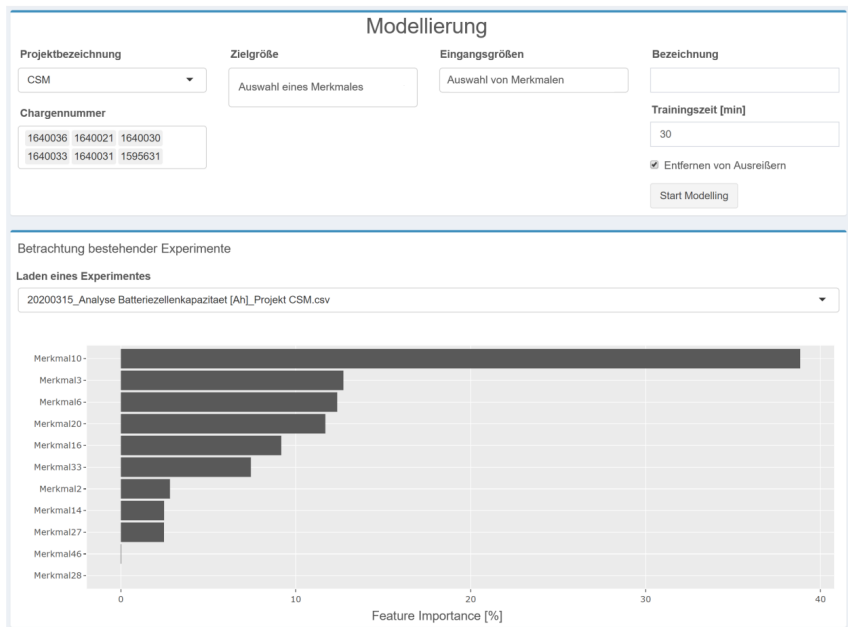 Modellierung
Projektbezeichnung
Zielgröße
Eingangsgrößen
Bezeichnung
CSM
Auswahl eines Merkmales
Auswahl von Merkmalen
Chargennummer
Trainingszeit [min]
1640036 1640021 1640030
1640033 1640031 1595631
30
Entfernen von Ausreißern
Start Modelling
Betrachtung bestehender Experimente
Laden eines Experimentes
20200315_Analyse Batteriezellenkapazitaet [Ah]_Projekt CSM.csv
Merkmal10
Merkmal3
Merkmal6
Merkmal20
Merkmal16
Merkmal33
Merkmal2
Merkmal14
Merkmal27
Merkmal46
Merkmal28
0 10 20 30 40
Feature Importance [%]